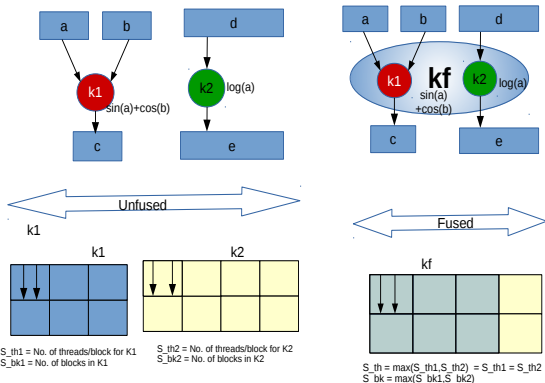 a
b
d
k1
k2
log(a)
sin(a)+cos(b)
c
e
a
b
d
k1
kf
k2
log(a)
sin(a)
+cos(b)
c
e
Unfused
Fused
k1
k1
k2
kf
S_th1 = No. of threads/block for K1
S_bk1 = No. of blocks in K1
S_th2 = No. of threads/block for K2
S_bk2 = No. of blocks in K2
S_th = max(S_th1,S_th2) = S_th1 = S_th2
S_bk = max(S_bk1,S_bk2)